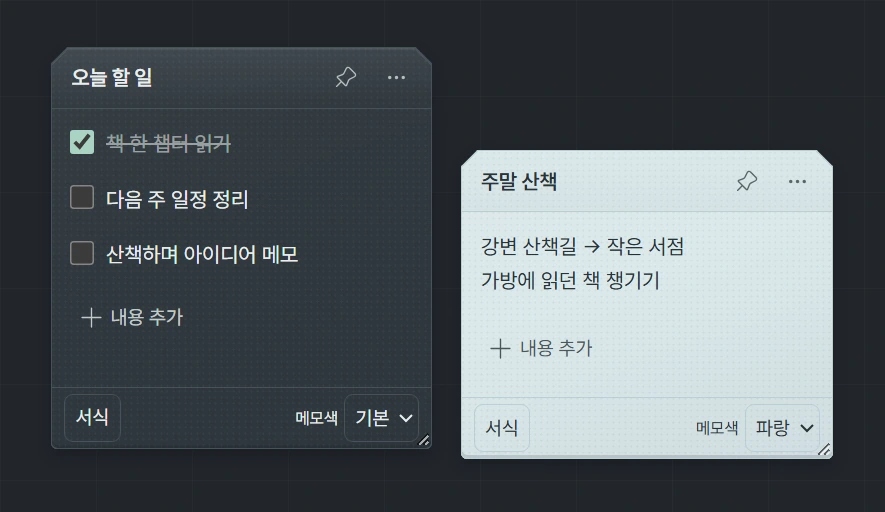 오늘 할 일
책 한 챕터 읽기
다음 주 일정 정리
산책하며 아이디어 메모
내용 추가
서식
메모색
기본
주말 산책
강변 산책길 → 작은 서점
가방에 읽던 책 챙기기
내용 추가
서식
메모색
파랑